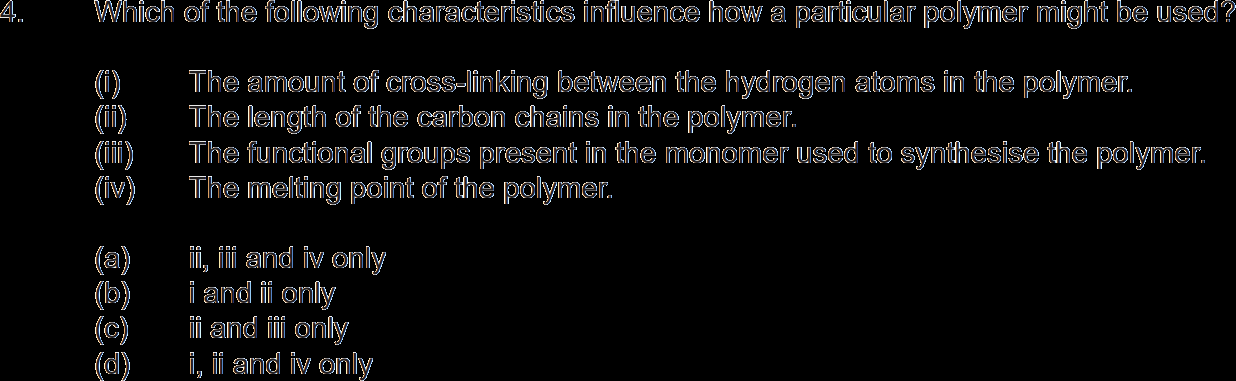 4. Which of the following characteristics influence how a particular polymer might be used?
(i) The amount of cross-linking between the hydrogen atoms in the polymer.
(ii) The length of the carbon chains in the polymer.
(iii) The functional groups present in the monomer used to synthesise the polymer.
(iv) The melting point of the polymer.
(a) ii, iii and iv only
(b) i and ii only
(c) ii and iii only
(d) i, ii and iv only